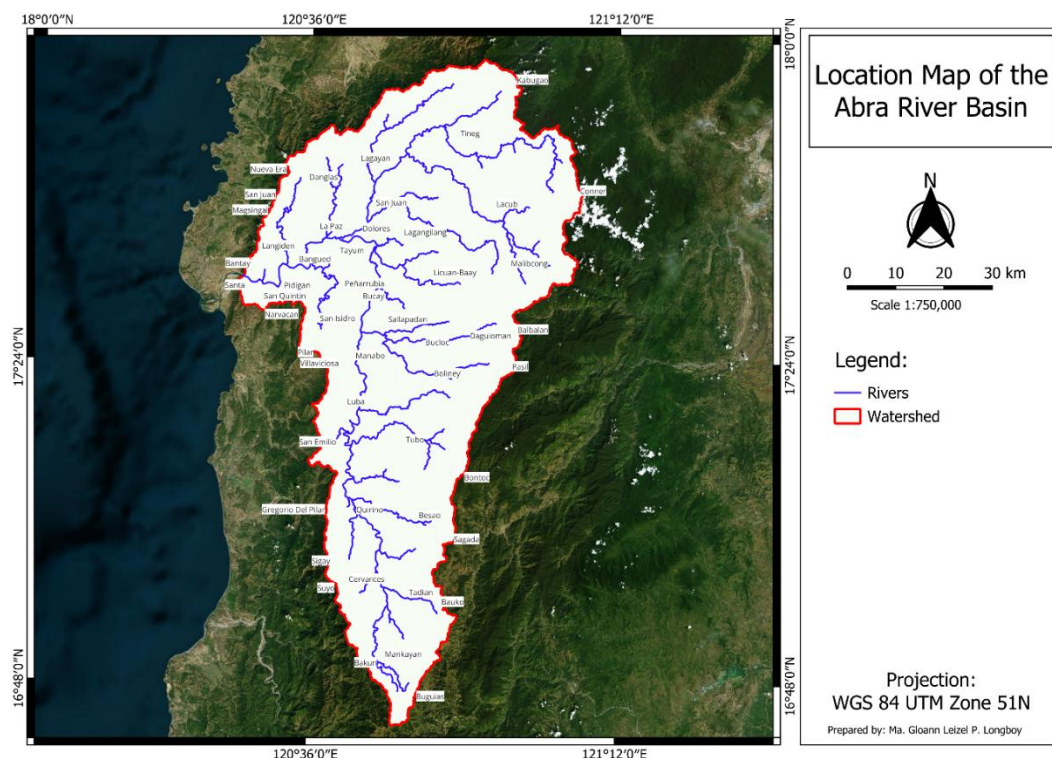 18°0'0"N
120°36'0"N
121°12'0"N
18°0'0"N
Location Map of the
Abra River Basin
Kabugao
Tineg
Lagayan
Nueva Era
Danglas
San Juan
Conner
San Juan
Lacub
Magsingal
La Paz
Dolores
Lagangilang
Langiden
Tayum
Bangued
Bantay
Malibcong
Licuan-Baay
Santa
Pidigan
Peñarrubia
San Quintin
Bucay
Narvacan
San Isidro
Sallapadan
Balbalan
Daguioman
Bucloc
Pilar
Manabo
Villaviciosa
Pasil
Boliney
Luba
San Emilio
Tubo
Bontoc
Gregorio Del Pilar
Quirino
Besao
Sagada
Sigay
Cervantes
Suyo
Tadian
Bauko
Mankayan
Bakun
Buguias
17°24'0"N
17°24'0"N
16°48'0"N
16°48'0"N
120°36'0"N
121°12'0"N
N
0 10 20 30 km
Scale 1:750,000
Legend:
Rivers
Watershed
Projection:
WGS 84 UTM Zone 51N
Prepared by: Ma. Gloann Leizel P. Longboy